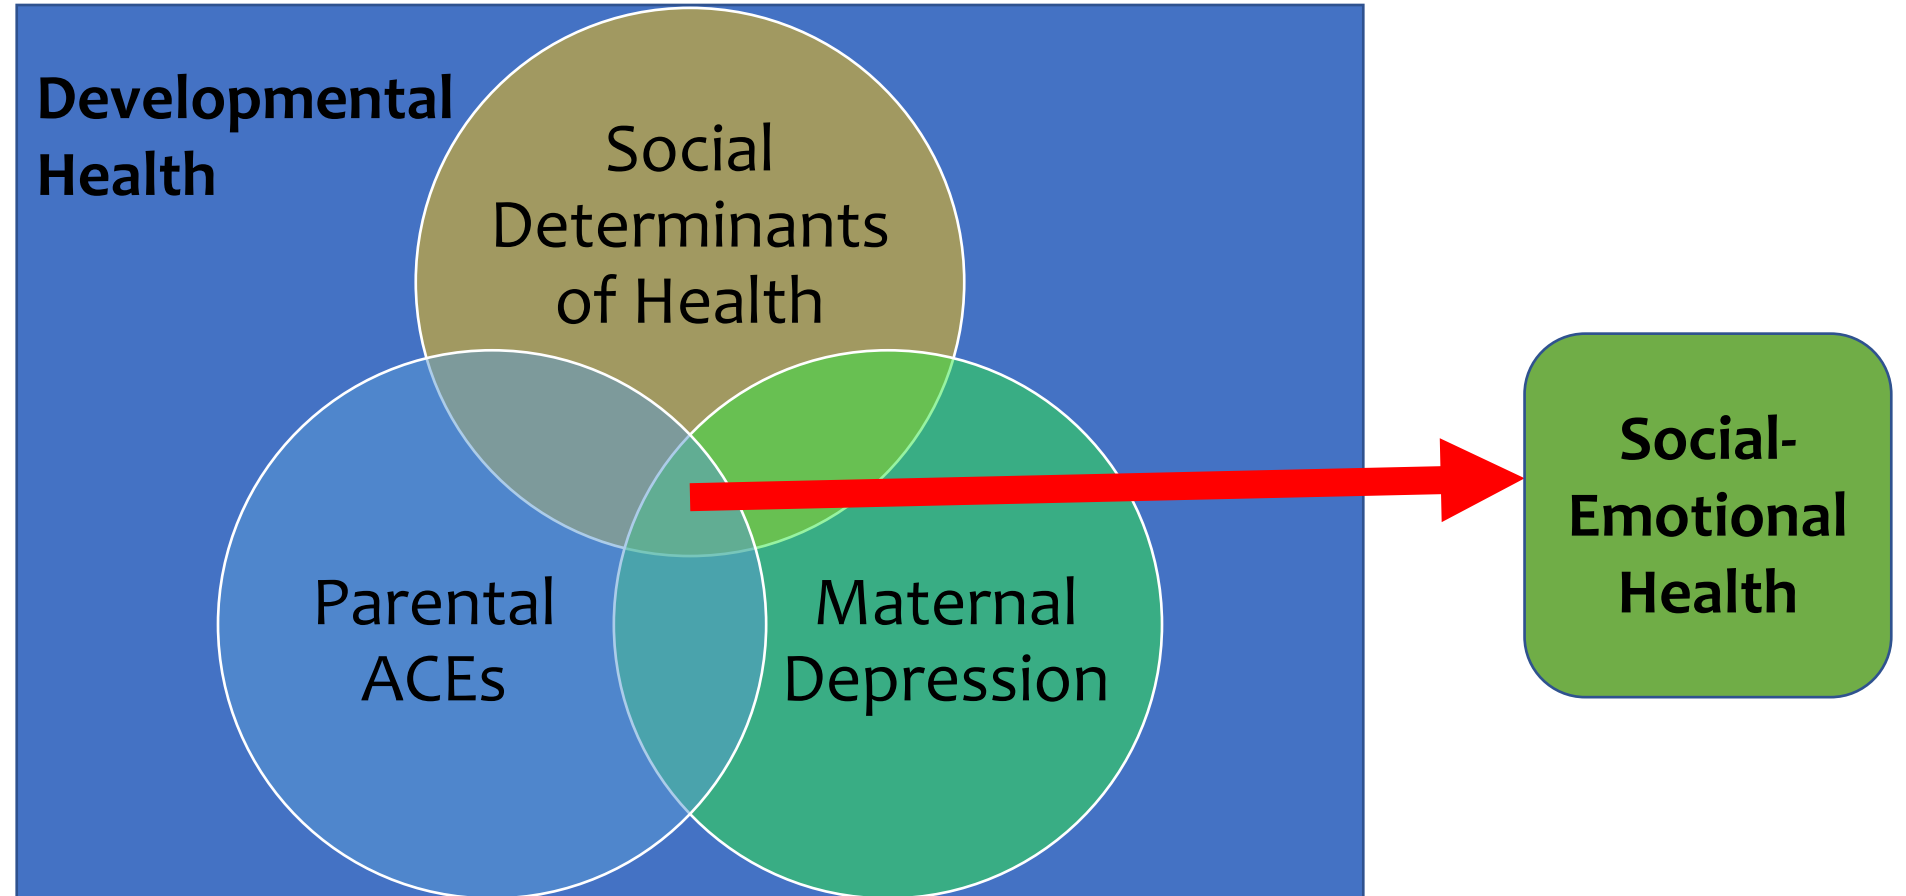 Developmental
Health
Social
Determinants
of Health
Parental
ACEs
Maternal
Depression
Social-
Emotional
Health